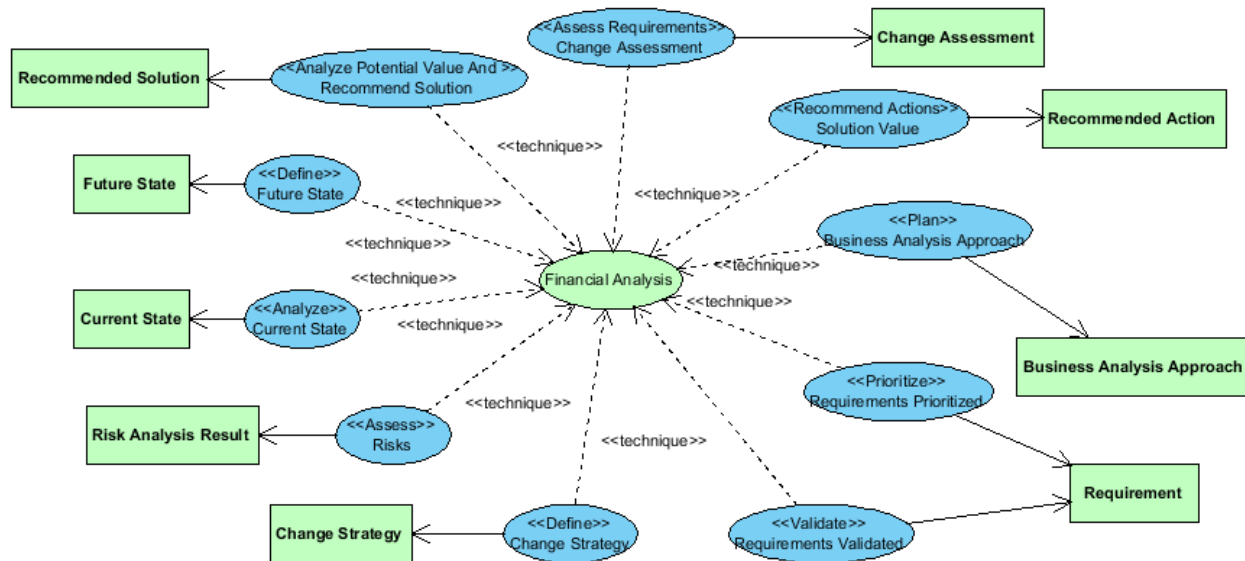 <<Assess Requirements>>
Change Assessment
Change Assessment
<<Analyze Potential Value And >>
Recommend Solution
Recommended Solution
<<Recommend Actions>>
Solution Value
Recommended Action
<<technique>>
<<Define>>
Future State
Future State
<<technique>>
<<technique>>
<<Plan>>
Business Analysis Approach
<<technique>>
<<technique>>
Financial Analysis
<<technique>>
<<Analyze>>
Current State
Current State
<<technique>>
Business Analysis Approach
<<Prioritize>>
Requirements Prioritized
<<technique>>
<<Assess>>
Risks
Risk Analysis Result
<<technique>>
Requirement
<<Define>>
Change Strategy
Change Strategy
<<Validate>>
Requirements Validated